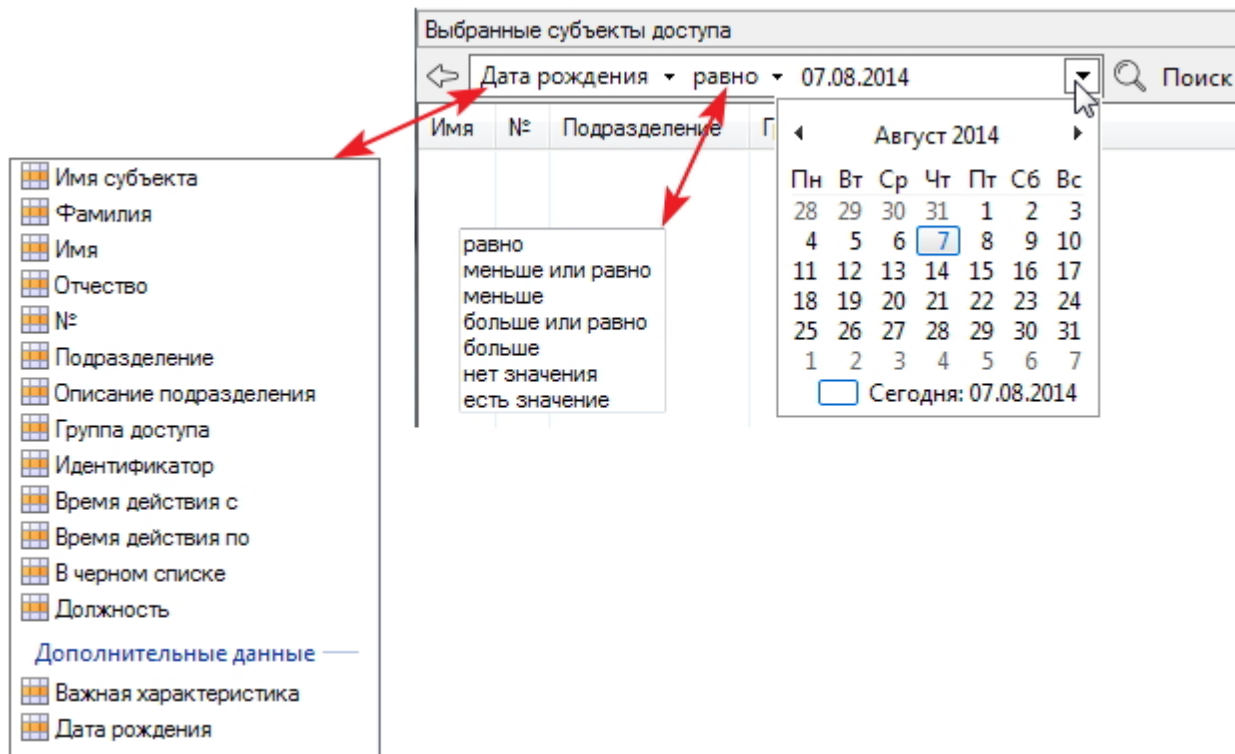 Выбранные субъекты доступа
Дата рождения равно 07.08.2014 Поиск
Имя № Подразделение
Август 2014
Пн Вт Ср Чт Пт Сб Вс
28 29 30 31 1 2 3
4 5 6 7 8 9 10
11 12 13 14 15 16 17
18 19 20 21 22 23 24
25 26 27 28 29 30 31
1 2 3 4 5 6 7
Сегодня: 07.08.2014
равно
меньше или равно
меньше
больше или равно
больше
нет значения
есть значение
Имя субъекта
Фамилия
Имя
Отчество
№
Подразделение
Описание подразделения
Группа доступа
Идентификатор
Время действия с
Время действия по
В черном списке
Должность
Дополнительные данные
Важная характеристика
Дата рождения